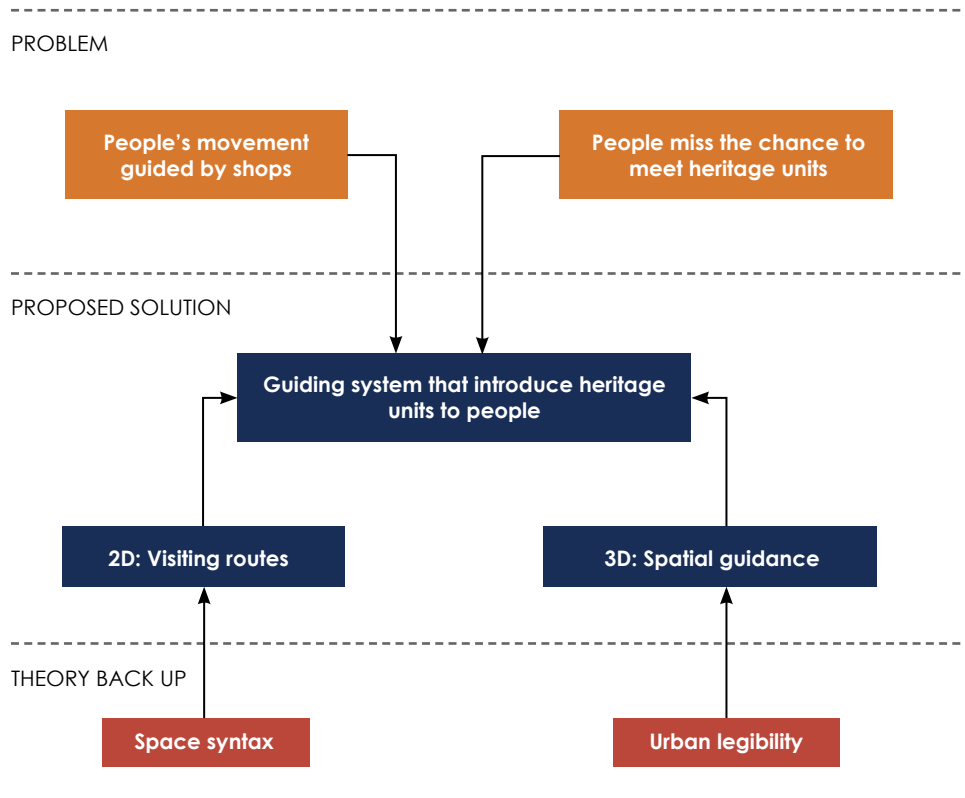 PROBLEM
People’s movement
guided by shops
People miss the chance to
meet heritage units
PROPOSED SOLUTION
Guiding system that introduce heritage
units to people
2D: Visiting routes
3D: Spatial guidance
THEORY BACK UP
Space syntax
Urban legibility